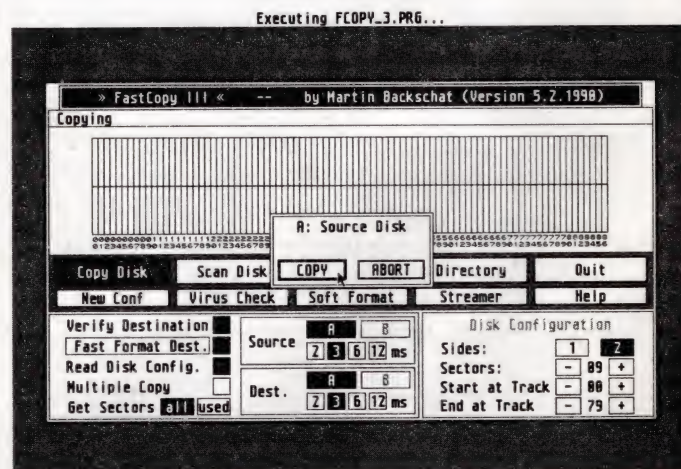 Executing FCOPY_3.PRG...
» FastCopy III « -- by Martin Backschat (Version 5.2.1990)
Copying
A: Source Disk
COPY ABORT
Copy Disk Scan Disk Directory Quit
New Conf Virus Check Soft Format Streamer Help
Verify Destination
Fast Format Dest.
Read Disk Config.
Multiple Copy
Get Sectors all used
Source A B
2 3 6 12 ms
Dest. A B
2 3 6 12 ms
Disk Configuration
Sides: 1 2
Sectors: - 09 +
Start at Track - 00 +
End at Track - 79 +